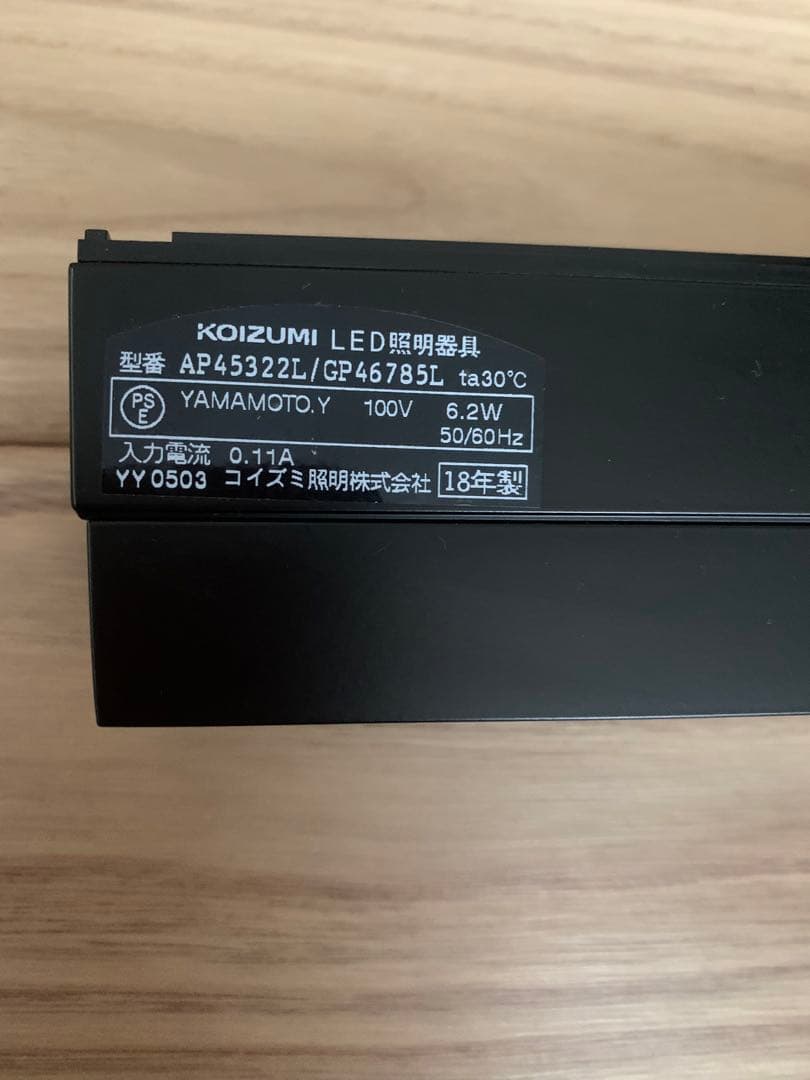 KOIZUMI LED照明器具
型番 AP45322L/GP46785L ta30℃
PSE YAMAMOTO.Y 100V 6.2W
50/60Hz
入力電流 0.11A
YY0503 コイズミ照明株式会社 18年製